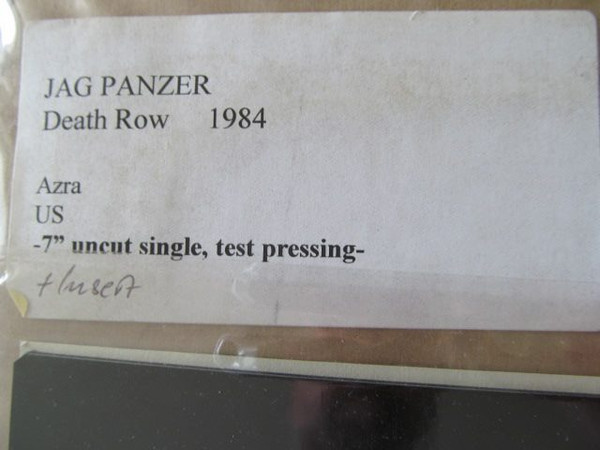 JAG PANZER
Death Row 1984
Azra
US
-7” uncut single, test pressing-
+ Insert